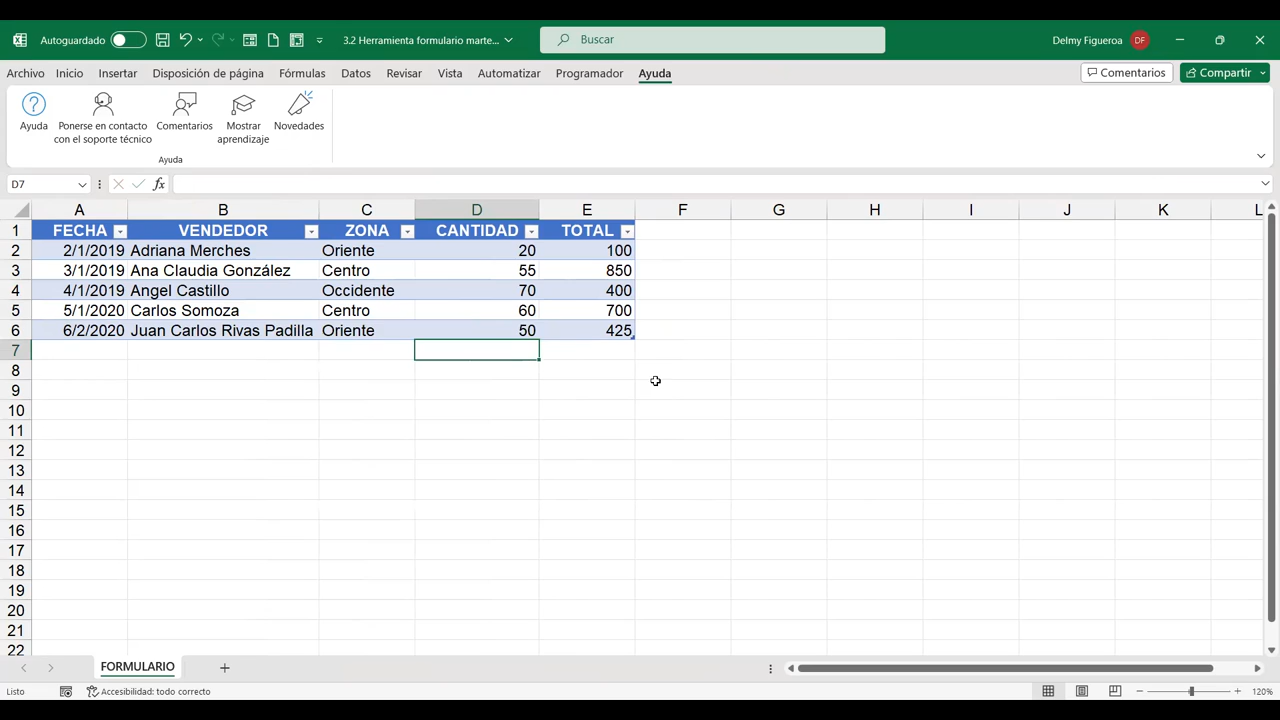 Autoguardado
3.2 Herramienta formulario marte...
Buscar
Delmy Figueroa
DF
Archivo Inicio Insertar Disposición de página Fórmulas Datos Revisar Vista Automatizar Programador Ayuda
Comentarios Compartir
Ayuda
Ponerse en contacto
con el soporte técnico
Comentarios
Mostrar
aprendizaje
Novedades
Ayuda
D7
fx
A B C D E F G H I J K L
1 FECHA VENDEDOR ZONA CANTIDAD TOTAL
2 2/1/2019 Adriana Merches Oriente 20 100
3 3/1/2019 Ana Claudia González Centro 55 850
4 4/1/2019 Angel Castillo Occidente 70 400
5 5/1/2020 Carlos Somoza Centro 60 700
6 6/2/2020 Juan Carlos Rivas Padilla Oriente 50 425
7
8
9
10
11
12
13
14
15
16
17
18
19
20
21
22
FORMULARIO
Listo
Accesibilidad: todo correcto
120%